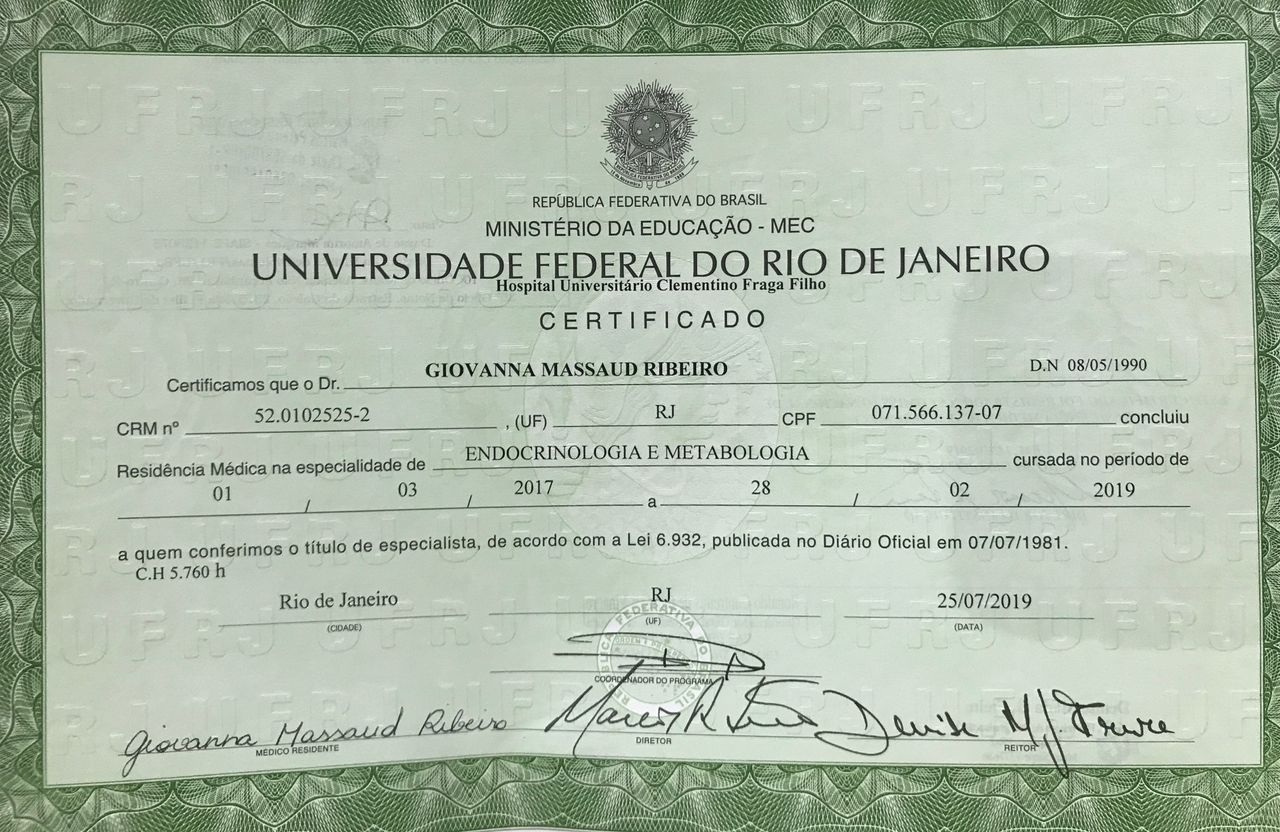 REPÚBLICA FEDERATIVA DO BRASIL
MINISTÉRIO DA EDUCAÇÃO - MEC
UNIVERSIDADE FEDERAL DO RIO DE JANEIRO
Hospital Universitário Clementino Fraga Filho
CERTIFICADO
Certificamos que o Dr. GIOVANNA MASSAUD RIBEIRO D.N 08/05/1990
CRM nº 52.0102525-2 , (UF) RJ CPF 071.566.137-07 concluiu
Residência Médica na especialidade de ENDOCRINOLOGIA E METABOLOGIA cursada no período de
01 / 03 / 2017 a 28 / 02 / 2019
a quem conferimos o título de especialista, de acordo com a Lei 6.932, publicada no Diário Oficial em 07/07/1981.
C.H 5.760 h
Rio de Janeiro RJ 25/07/2019
(CIDADE) (UF) (DATA)
COORDENADOR DO PROGRAMA
Giovanna Massaud Ribeiro Denise
MÉDICO RESIDENTE DIRETOR REITOR